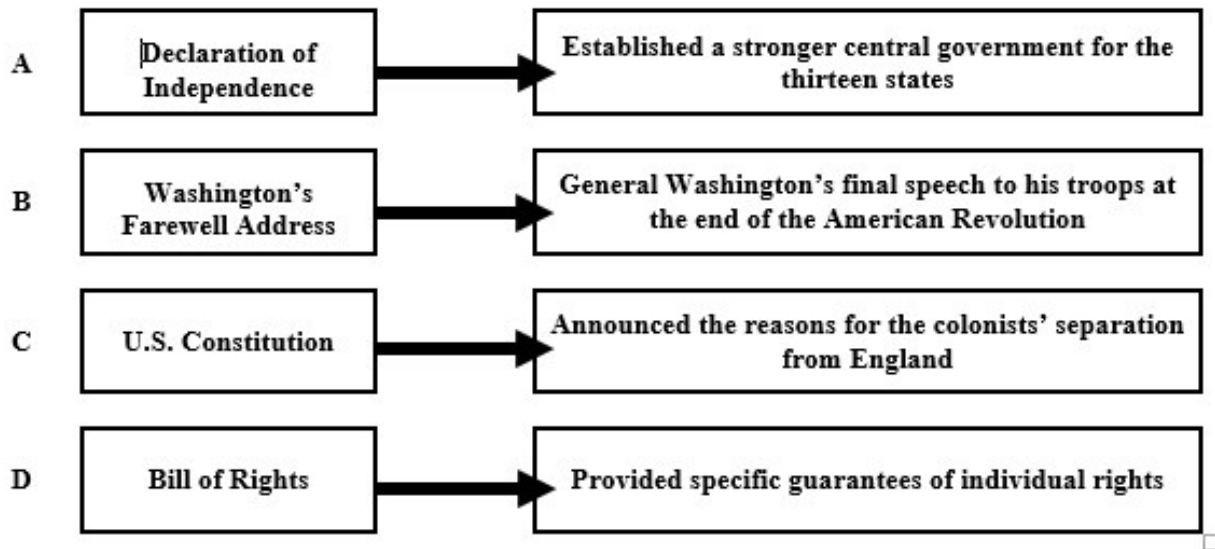 A
Declaration of
Independence
Established a stronger central government for the
thirteen states
B
Washington’s
Farewell Address
General Washington’s final speech to his troops at
the end of the American Revolution
C
U.S. Constitution
Announced the reasons for the colonists’ separation
from England
D
Bill of Rights
Provided specific guarantees of individual rights